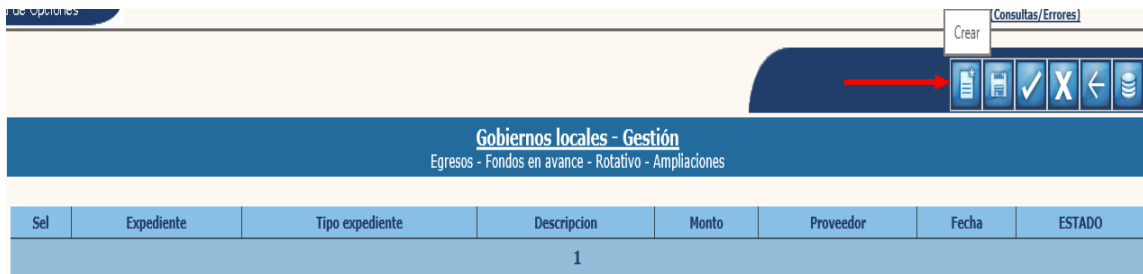 de Opciones
(Consultas/Errores)
Crear
Gobiernos locales - Gestión
Egresos - Fondos en avance - Rotativo - Ampliaciones
Sel Expediente Tipo expediente Descripcion Monto Proveedor Fecha ESTADO
1